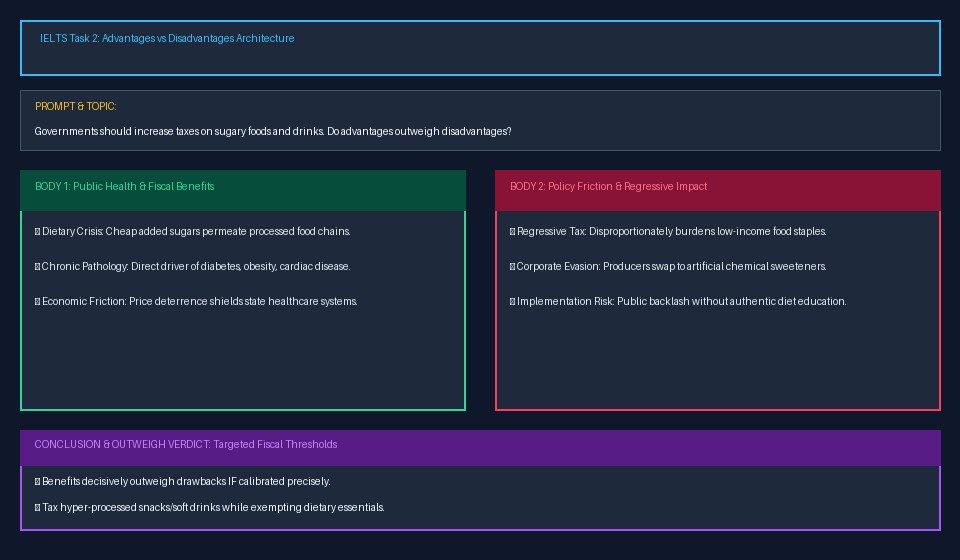 IELTS Task 2: Advantages vs Disadvantages Architecture
PROMPT & TOPIC:
Governments should increase taxes on sugary foods and drinks. Do advantages outweigh disadvantages?
BODY 1: Public Health & Fiscal Benefits
Dietary Crisis: Cheap added sugars permeate processed food chains.
Chronic Pathology: Direct driver of diabetes, obesity, cardiac disease.
Economic Friction: Price deterrence shields state healthcare systems.
BODY 2: Policy Friction & Regressive Impact
Regressive Tax: Disproportionately burdens low-income food staples.
Corporate Evasion: Producers swap to artificial chemical sweeteners.
Implementation Risk: Public backlash without authentic diet education.
CONCLUSION & OUTWEIGH VERDICT: Targeted Fiscal Thresholds
Benefits decisively outweigh drawbacks IF calibrated precisely.
Tax hyper-processed snacks/soft drinks while exempting dietary essentials.